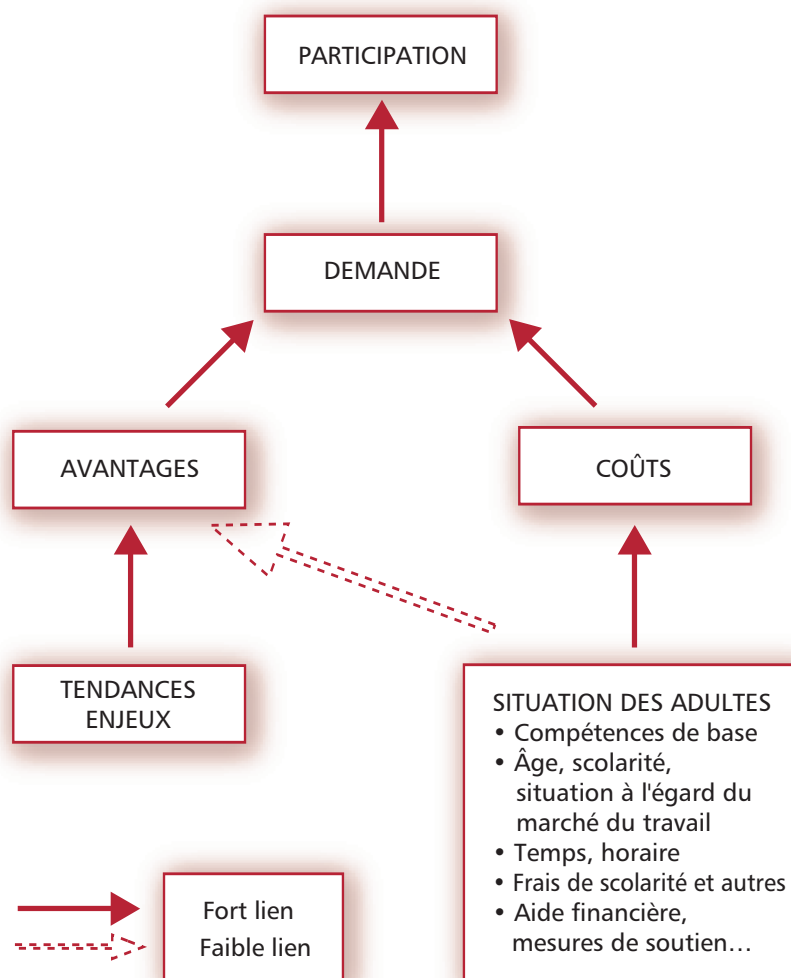 PARTICIPATION
DEMANDE
AVANTAGES
COÛTS
TENDANCES
ENJEUX
SITUATION DES ADULTES
• Compétences de base
• Âge, scolarité,
situation à l'égard du
marché du travail
• Temps, horaire
• Frais de scolarité et autres
• Aide financière,
mesures de soutien…
Fort lien
Faible lien